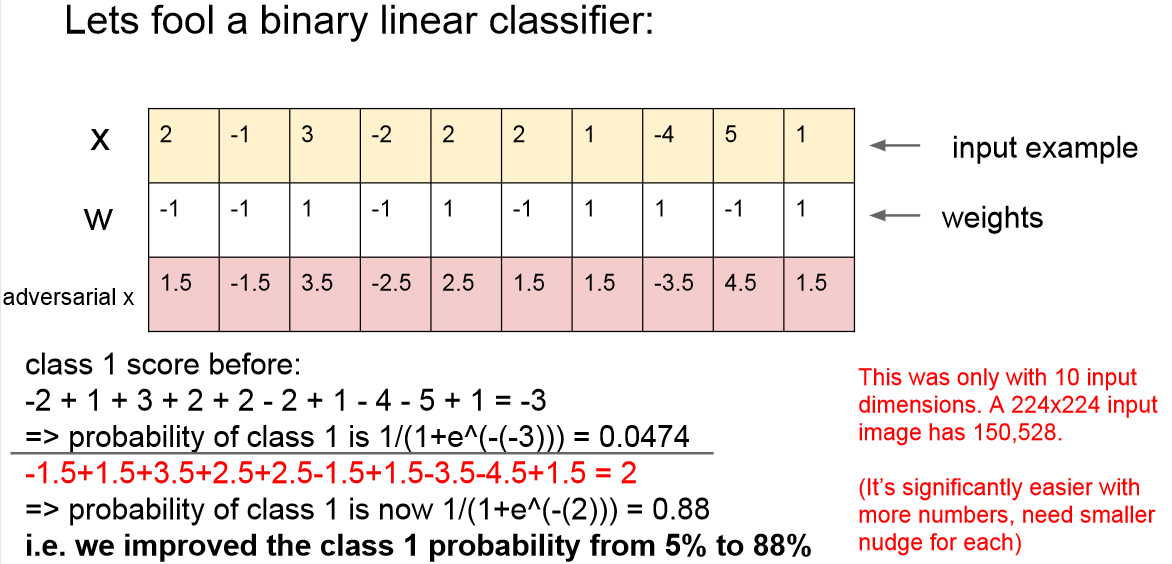 Lets fool a binary linear classifier:
x 2 -1 3 -2 2 2 1 -4 5 1 input example
w -1 -1 1 -1 1 -1 1 1 -1 1 weights
adversarial x 1.5 -1.5 3.5 -2.5 2.5 1.5 1.5 -3.5 4.5 1.5
class 1 score before:
-2 + 1 + 3 + 2 + 2 - 2 + 1 - 4 - 5 + 1 = -3
=> probability of class 1 is 1/(1+e^(-(-3))) = 0.0474
-1.5+1.5+3.5+2.5+2.5-1.5+1.5-3.5-4.5+1.5 = 2
=> probability of class 1 is now 1/(1+e^(-(2))) = 0.88
i.e. we improved the class 1 probability from 5% to 88%
This was only with 10 input
dimensions. A 224x224 input
image has 150,528.
(It's significantly easier with
more numbers, need smaller
nudge for each)